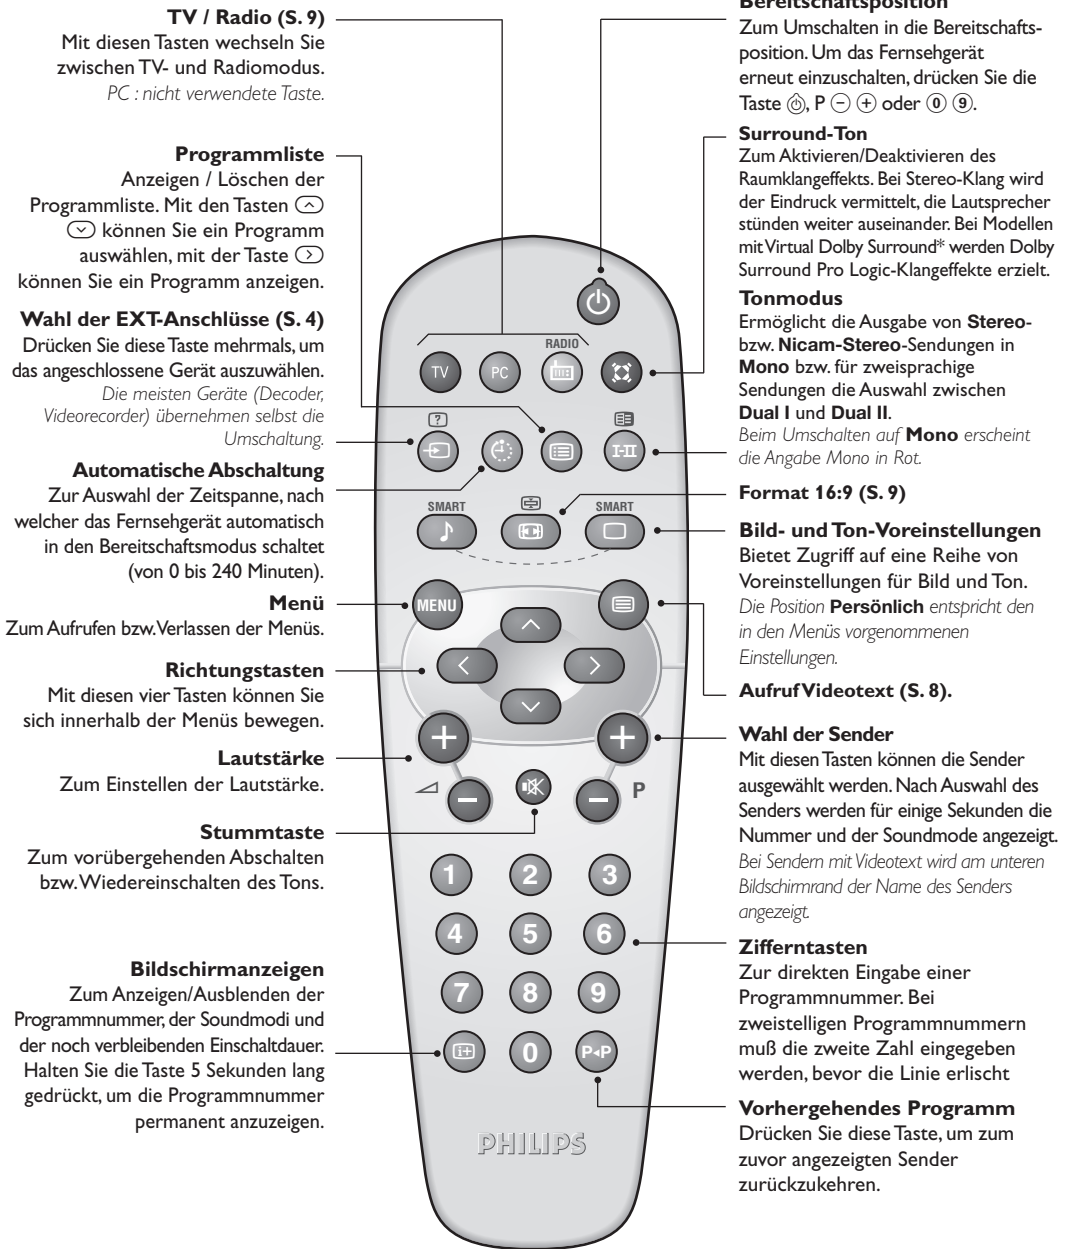 TV / Radio (S. 9)
Mit diesen Tasten wechseln Sie
zwischen TV- und Radiomodus.
PC : nicht verwendete Taste.
Programmliste
Anzeigen / Löschen der
Programmliste. Mit den Tasten
können Sie ein Programm
auswählen, mit der Taste
können Sie ein Programm anzeigen.
Wahl der EXT-Anschlüsse (S. 4)
Drücken Sie diese Taste mehrmals, um
das angeschlossene Gerät auszuwählen.
Die meisten Geräte (Decoder,
Videorecorder) übernehmen selbst die
Umschaltung.
Automatische Abschaltung
Zur Auswahl der Zeitspanne, nach
welcher das Fernsehgerät automatisch
in den Bereitschaftsmodus schaltet
(von 0 bis 240 Minuten).
Menü
Zum Aufrufen bzw. Verlassen der Menüs.
Richtungstasten
Mit diesen vier Tasten können Sie
sich innerhalb der Menüs bewegen.
Lautstärke
Zum Einstellen der Lautstärke.
Stummtaste
Zum vorübergehenden Abschalten
bzw. Wiedereinschalten des Tons.
Bildschirmanzeigen
Zum Anzeigen/Ausblenden der
Programmnummer, der Soundmodi und
der noch verbleibenden Einschaltdauer.
Halten Sie die Taste 5 Sekunden lang
gedrückt, um die Programmnummer
permanent anzuzeigen.
RADIO
TV PC
?
I-II
SMART SMART
MENU
+ +
- - P
1 2 3
4 5 6
7 8 9
i+ 0 P◂P
PHILIPS
Bereitschaftsposition
Zum Umschalten in die Bereitschafts-
position. Um das Fernsehgerät
erneut einzuschalten, drücken Sie die
Taste , P - + oder 0 9.
Surround-Ton
Zum Aktivieren/Deaktivieren des
Raumklangeffekts. Bei Stereo-Klang wird
der Eindruck vermittelt, die Lautsprecher
stünden weiter auseinander. Bei Modellen
mit Virtual Dolby Surround* werden Dolby
Surround Pro Logic-Klangeffekte erzielt.
Tonmodus
Ermöglicht die Ausgabe von Stereo-
bzw. Nicam-Stereo-Sendungen in
Mono bzw. für zweisprachige
Sendungen die Auswahl zwischen
Dual I und Dual II.
Beim Umschalten auf Mono erscheint
die Angabe Mono in Rot.
Format 16:9 (S. 9)
Bild- und Ton-Voreinstellungen
Bietet Zugriff auf eine Reihe von
Voreinstellungen für Bild und Ton.
Die Position Persönlich entspricht den
in den Menüs vorgenommenen
Einstellungen.
Aufruf Videotext (S. 8).
Wahl der Sender
Mit diesen Tasten können die Sender
ausgewählt werden. Nach Auswahl des
Senders werden für einige Sekunden die
Nummer und der Soundmode angezeigt.
Bei Sendern mit Videotext wird am unteren
Bildschirmrand der Name des Senders
angezeigt.
Zifferntasten
Zur direkten Eingabe einer
Programmnummer. Bei
zweistelligen Programmnummern
muß die zweite Zahl eingegeben
werden, bevor die Linie erlischt
Vorhergehendes Programm
Drücken Sie diese Taste, um zum
zuvor angezeigten Sender
zurückzukehren.